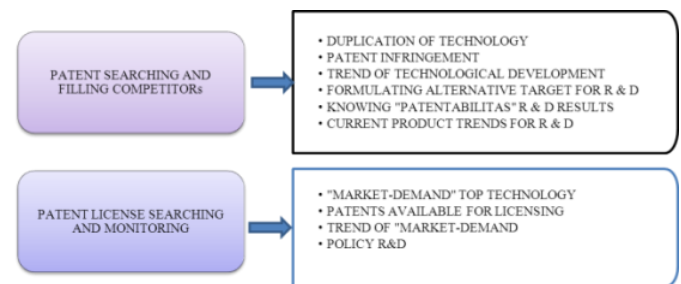 PATENT SEARCHING AND
FILLING COMPETITORs
• DUPLICATION OF TECHNOLOGY
• PATENT INFRINGEMENT
• TREND OF TECHNOLOGICAL DEVELOPMENT
• FORMULATING ALTERNATIVE TARGET FOR R & D
• KNOWING "PATENTABILITAS" R & D RESULTS
• CURRENT PRODUCT TRENDS FOR R & D
PATENT LICENSE SEARCHING
AND MONITORING
• "MARKET-DEMAND" TOP TECHNOLOGY
• PATENTS AVAILABLE FOR LICENSING
• TREND OF "MARKET-DEMAND
• POLICY R&D